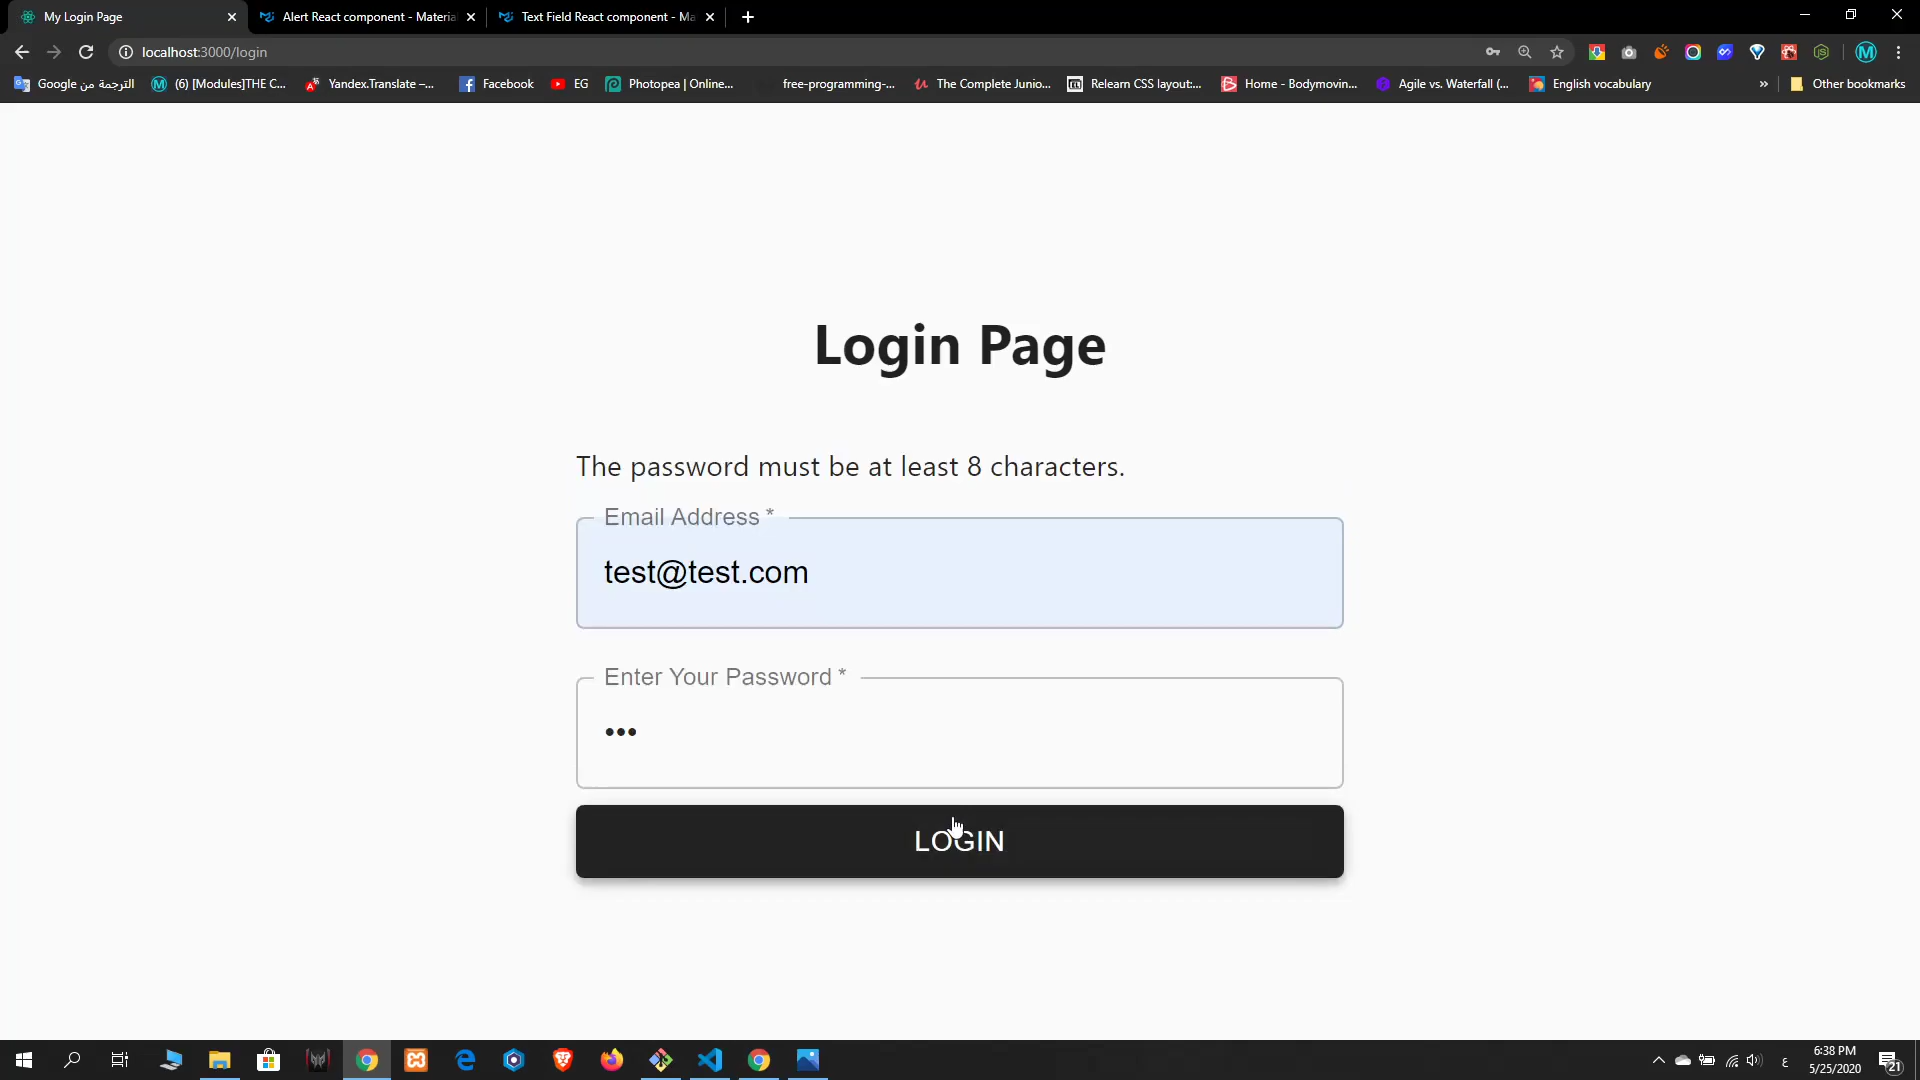 My Login Page
Alert React component - Materia
Text Field React component - Ma
localhost:3000/login
الترجمة من Google
(6) [Modules]THE C...
Yandex.Translate –...
Facebook
EG
Photopea | Online...
free-programming-...
The Complete Junio...
Relearn CSS layout:...
Home - Bodymovin...
Agile vs. Waterfall (...
English vocabulary
»
Other bookmarks
Login Page
The password must be at least 8 characters.
Email Address *
test@test.com
Enter Your Password *
•••
LOGIN
ع
6:38 PM
5/25/2020
21